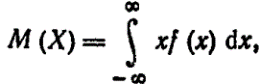 M (X) = ∫_{-∞}^{∞} xf (x) dx,